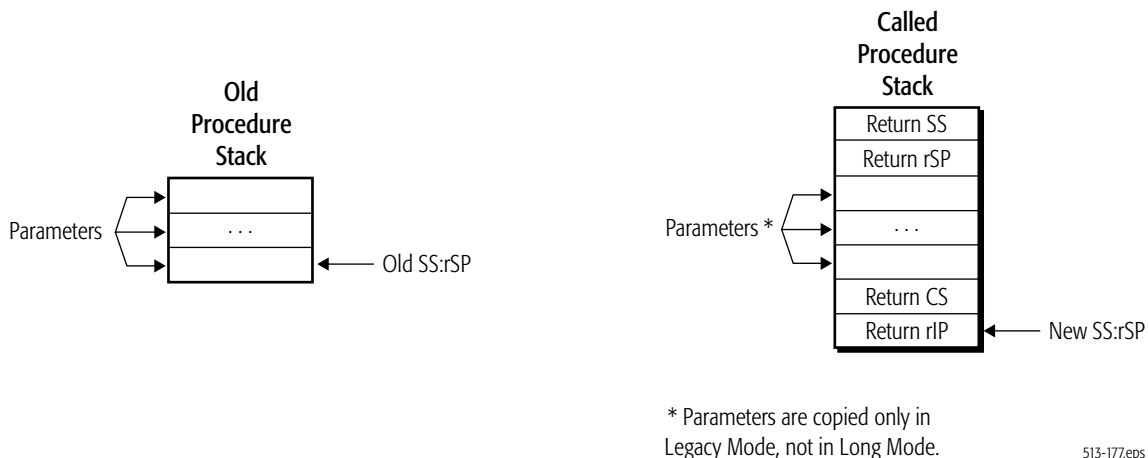 Old
Procedure
Stack
Parameters
. . .
Old SS:rSP
Called
Procedure
Stack
Return SS
Return rSP
Parameters *
. . .
Return CS
Return rIP
New SS:rSP
* Parameters are copied only in
Legacy Mode, not in Long Mode.
513-177.eps